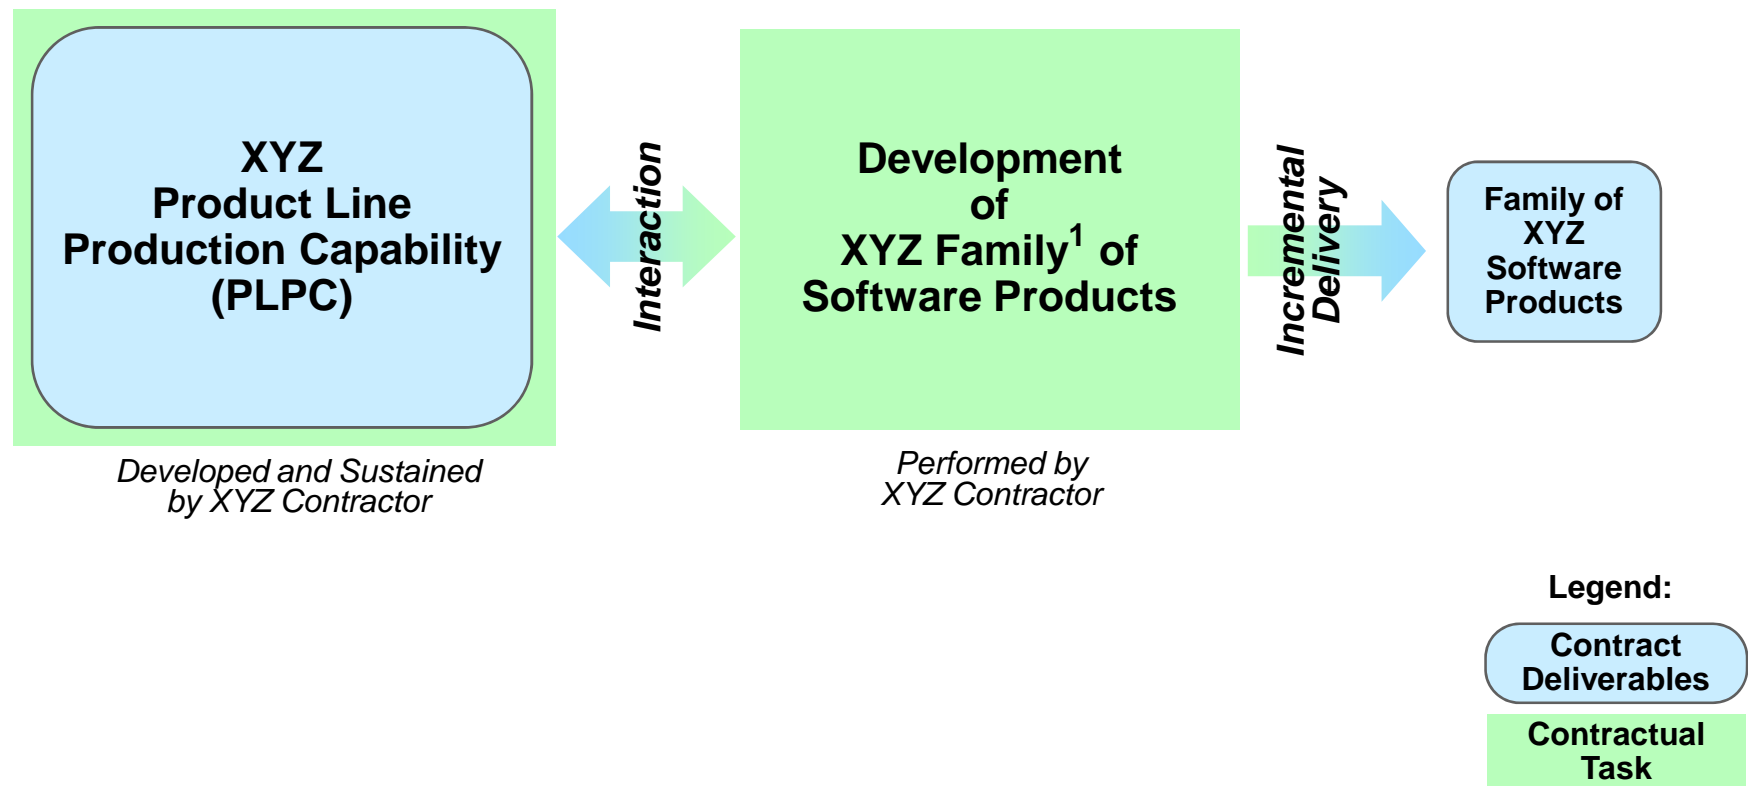 XYZ
Product Line
Production Capability
(PLPC)
Developed and Sustained
by XYZ Contractor
Interaction
Development
of
XYZ Family¹ of
Software Products
Performed by
XYZ Contractor
Incremental
Delivery
Family of
XYZ
Software
Products
Legend:
Contract
Deliverables
Contractual
Task